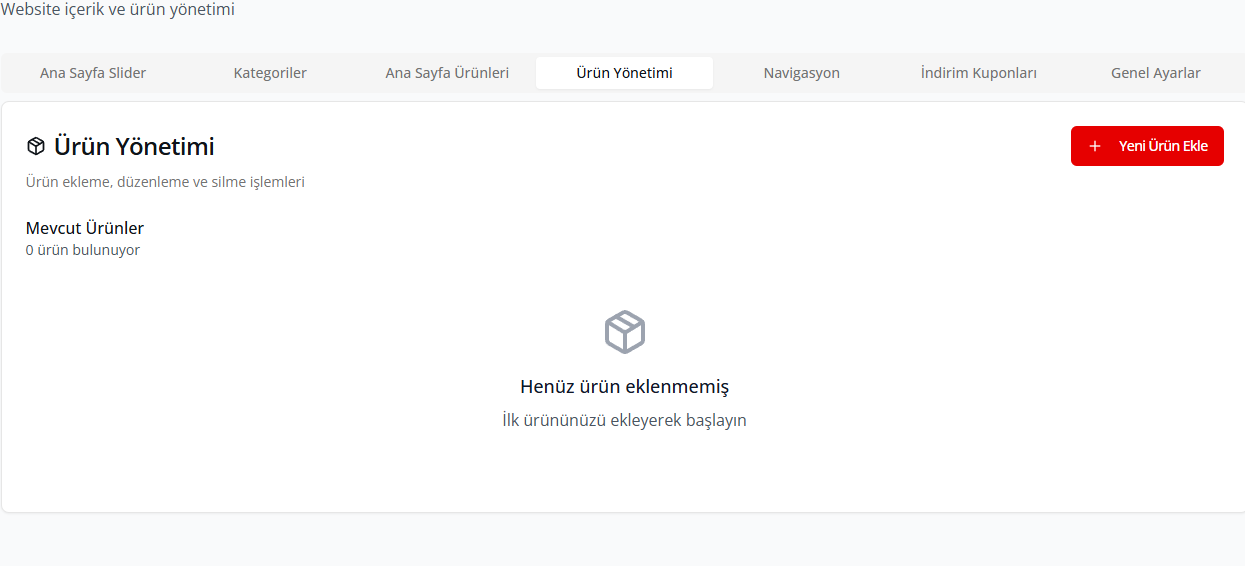 Website içerik ve ürün yönetimi
Ana Sayfa Slider Kategoriler Ana Sayfa Ürünleri Ürün Yönetimi Navigasyon İndirim Kuponları Genel Ayarlar
Ürün Yönetimi
Yeni Ürün Ekle
Ürün ekleme, düzenleme ve silme işlemleri
Mevcut Ürünler
0 ürün bulunuyor
Henüz ürün eklenmemiş
İlk ürününüzü ekleyerek başlayın